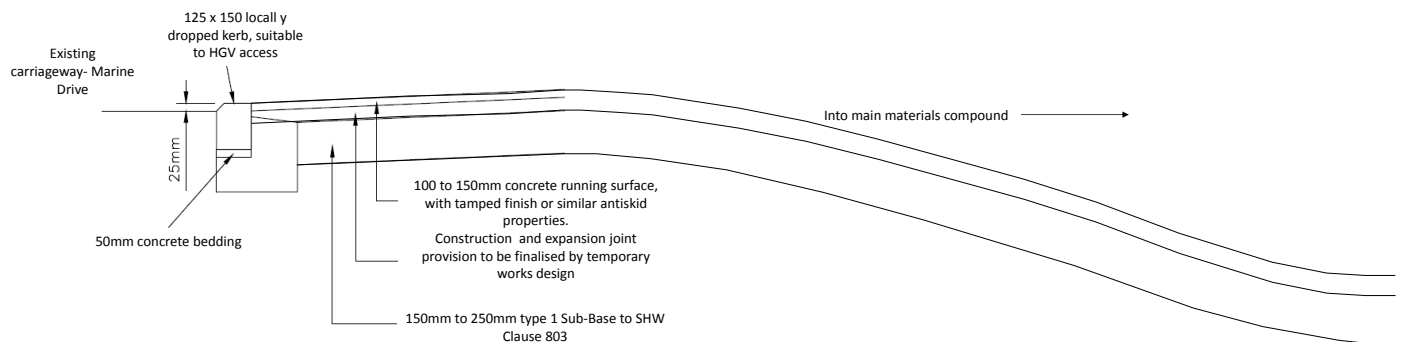 125 x 150 locall y
dropped kerb, suitable
to HGV access
Existing
carriageway- Marine
Drive
25mm
Into main materials compound
50mm concrete bedding
100 to 150mm concrete running surface,
with tamped finish or similar antiskid
properties.
Construction and expansion joint
provision to be finalised by temporary
works design
150mm to 250mm type 1 Sub-Base to SHW
Clause 803